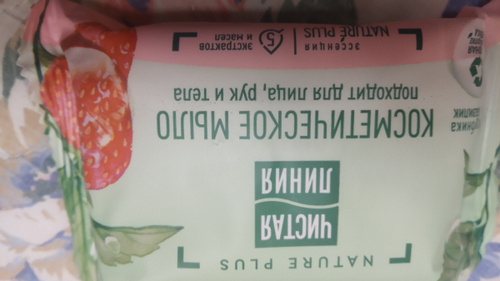 NATURE PLUS
ЧИСТАЯ
ЛИНИЯ
КОСМЕТИЧЕСКОЕ МЫЛО
ПОДХОДИТ ДЛЯ ЛИЦА, РУК И ТЕЛА
эссенция
NATURE PLUS
5
ЭКСТРАКТОВ
И МАСЕЛ